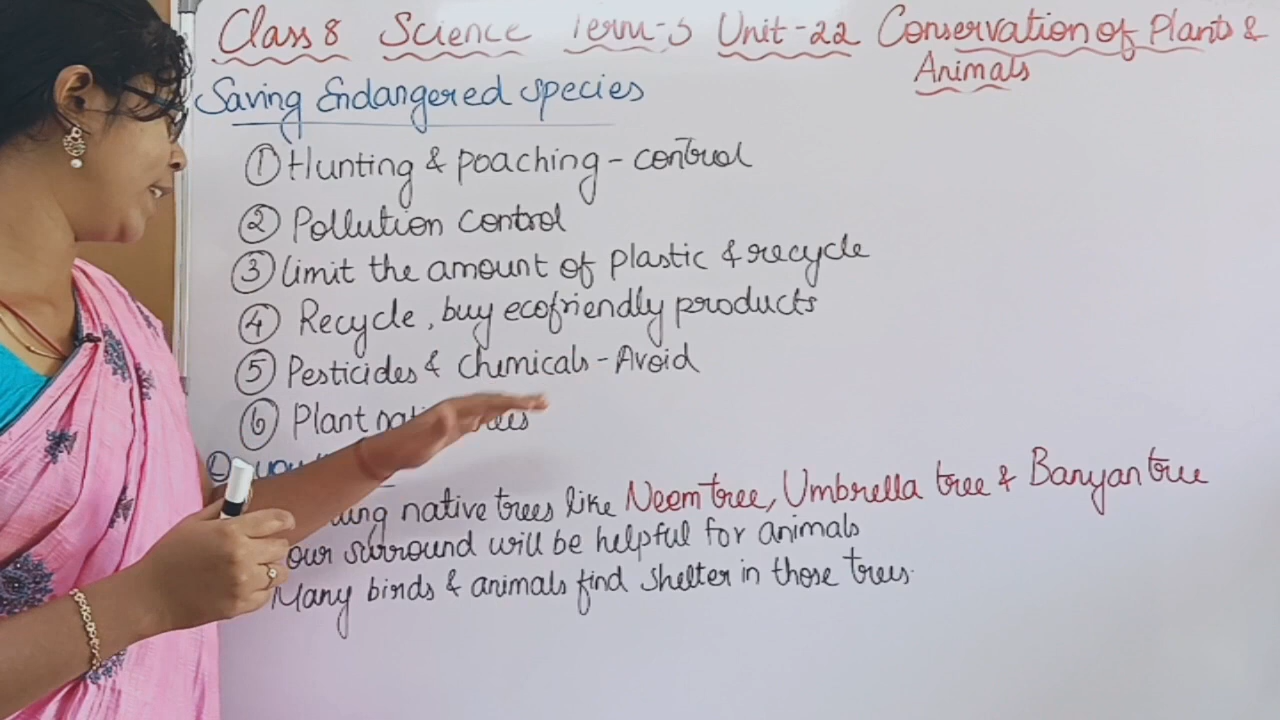 Class 8 Science Term-3 Unit-22 Conservation of Plants &
Animals
Saving Endangered species
① Hunting & poaching - control
② Pollution control
③ limit the amount of plastic & recycle
④ Recycle, buy ecofriendly products
⑤ Pesticides & chemicals - Avoid
⑥ Plant
native trees like Neem tree, Umbrella tree & Banyan tree
our surround will be helpful for animals
Many birds & animals find shelter in those trees.